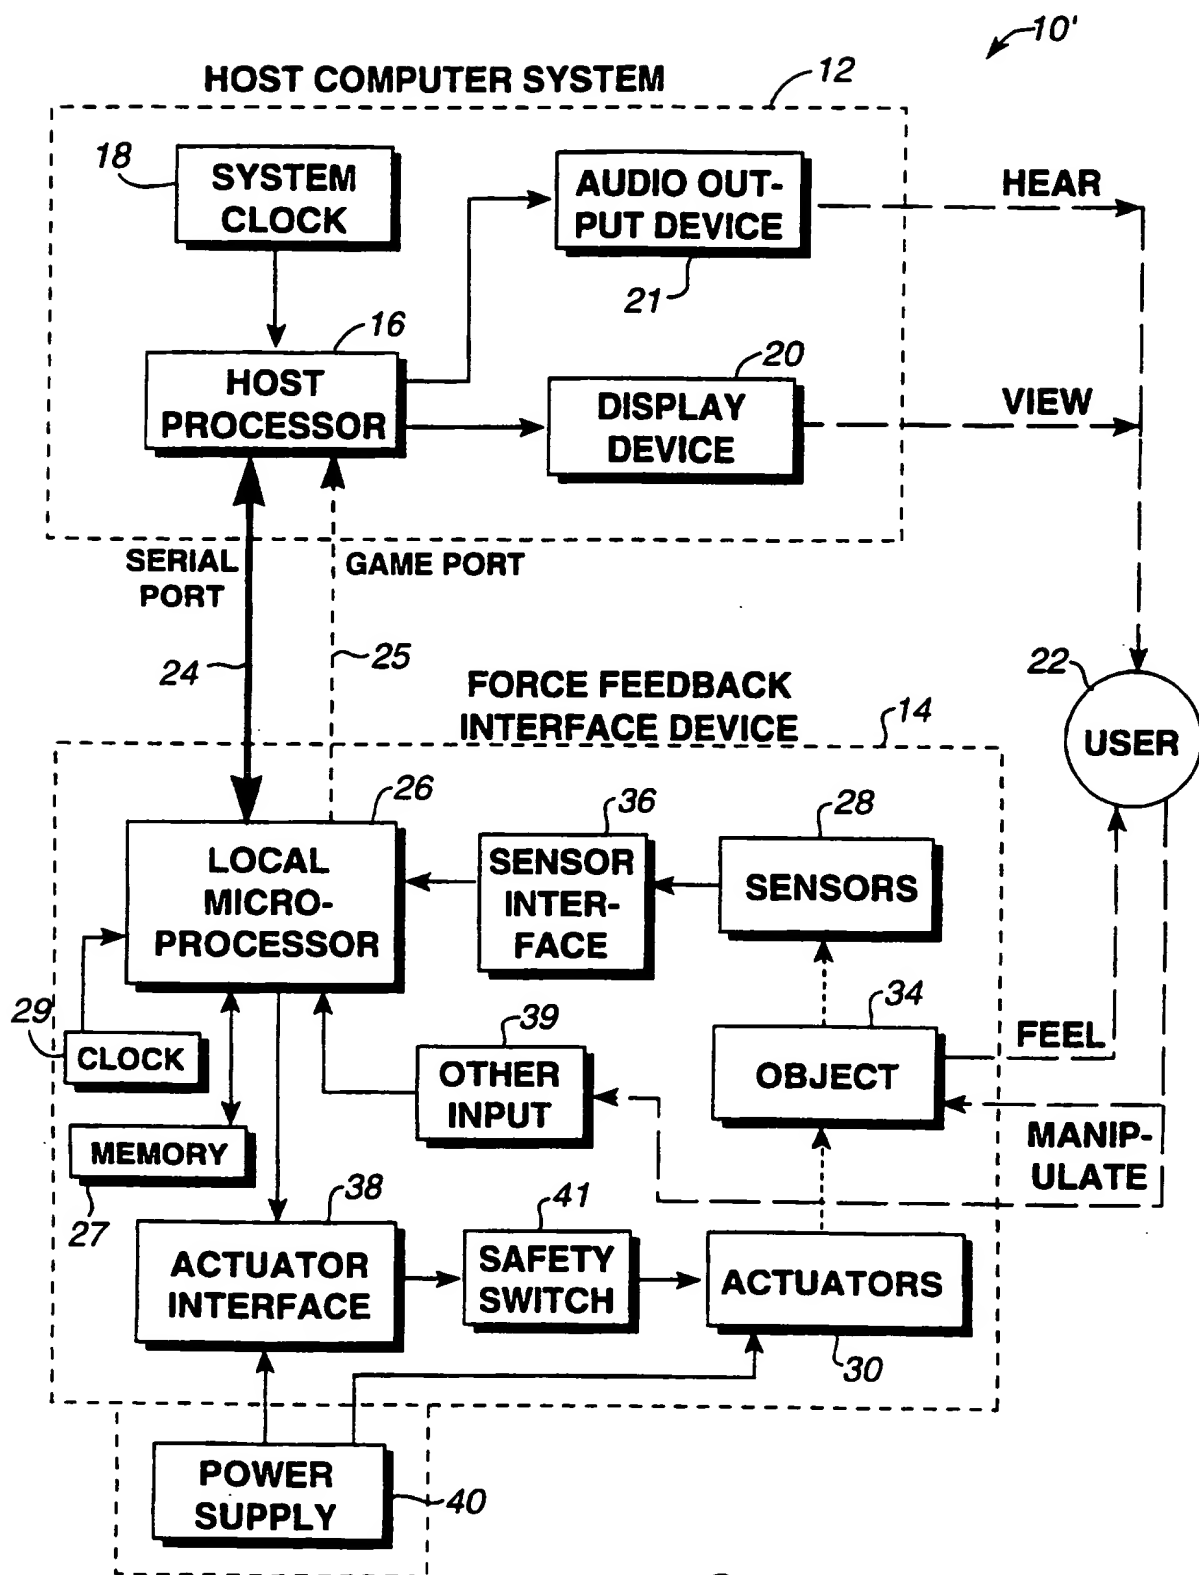 10'
HOST COMPUTER SYSTEM
12
18
SYSTEM
CLOCK
AUDIO OUT-
PUT DEVICE
21
HEAR
16
HOST
PROCESSOR
20
DISPLAY
DEVICE
VIEW
SERIAL
PORT
GAME PORT
24
25
FORCE FEEDBACK
INTERFACE DEVICE
14
22
USER
26
LOCAL
MICRO-
PROCESSOR
36
SENSOR
INTER-
FACE
28
SENSORS
29
CLOCK
39
OTHER
INPUT
34
OBJECT
FEEL
MANIP-
ULATE
MEMORY
27
38
ACTUATOR
INTERFACE
41
SAFETY
SWITCH
ACTUATORS
30
POWER
SUPPLY
40